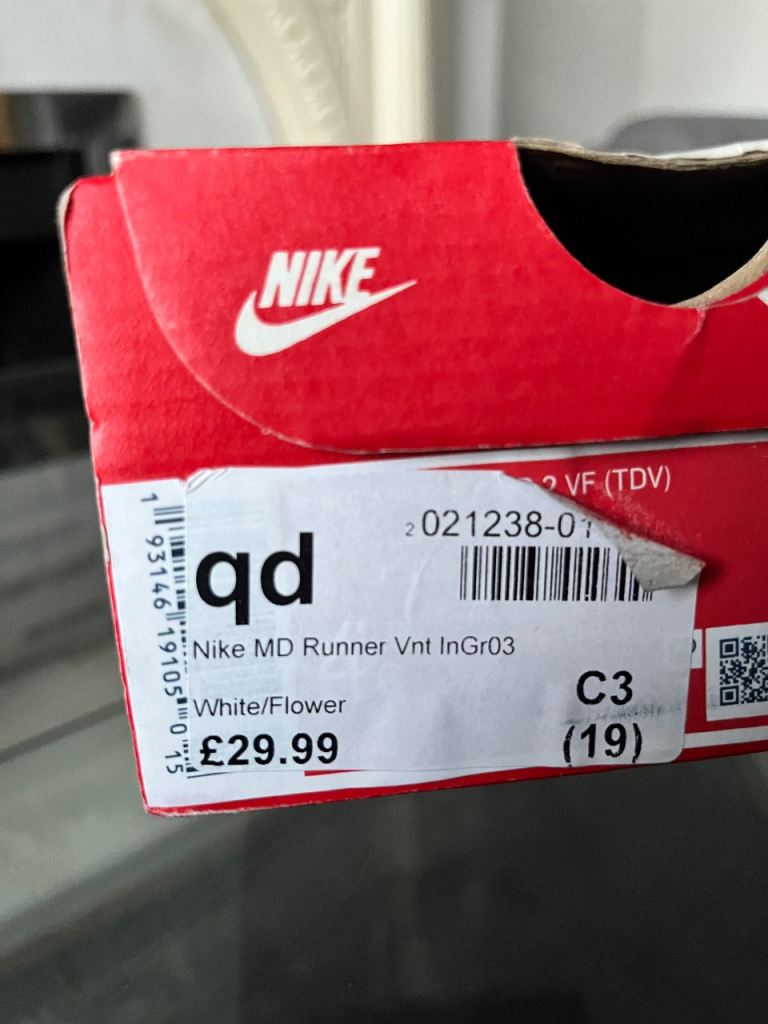 NIKE
2 VF (TDV)
2 021238-01
qd
Nike MD Runner Vnt InGr03
White/Flower
C3
£29.99
(19)
1 93146 19105 0 15